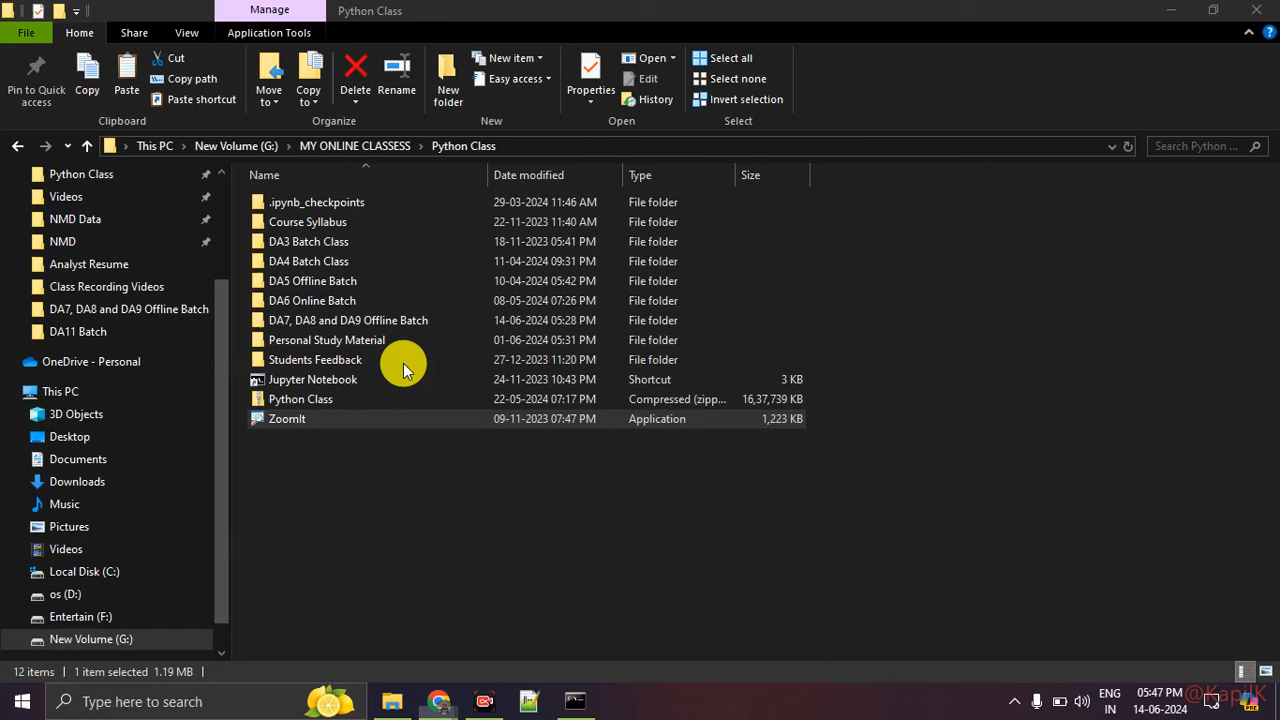 Manage
Python Class
File
Home
Share
View
Application Tools
Pin to Quick access
Copy
Paste
Cut
Copy path
Paste shortcut
Clipboard
Move to
Copy to
Delete
Rename
Organize
New folder
New item
Easy access
New
Properties
Open
Edit
History
Open
Select all
Select none
Invert selection
Select
This PC
New Volume (G:)
MY ONLINE CLASSESS
Python Class
Search Python ...
Python Class
Videos
NMD Data
NMD
Analyst Resume
Class Recording Videos
DA7, DA8 and DA9 Offline Batch
DA11 Batch
OneDrive - Personal
This PC
3D Objects
Desktop
Documents
Downloads
Music
Pictures
Videos
Local Disk (C:)
os (D:)
Entertain (F:)
New Volume (G:)
Name Date modified Type Size
.ipynb_checkpoints 29-03-2024 11:46 AM File folder
Course Syllabus 22-11-2023 11:40 AM File folder
DA3 Batch Class 18-11-2023 05:41 PM File folder
DA4 Batch Class 11-04-2024 09:31 PM File folder
DA5 Offline Batch 10-04-2024 05:42 PM File folder
DA6 Online Batch 08-05-2024 07:26 PM File folder
DA7, DA8 and DA9 Offline Batch 14-06-2024 05:28 PM File folder
Personal Study Material 01-06-2024 05:31 PM File folder
Students Feedback 27-12-2023 11:20 PM File folder
Jupyter Notebook 24-11-2023 10:43 PM Shortcut 3 KB
Python Class 22-05-2024 07:17 PM Compressed (zipp... 16,37,739 KB
ZoomIt 09-11-2023 07:47 PM Application 1,223 KB
12 items 1 item selected 1.19 MB
Type here to search
ENG
IN
05:47 PM
14-06-2024
@KapilK
PRE